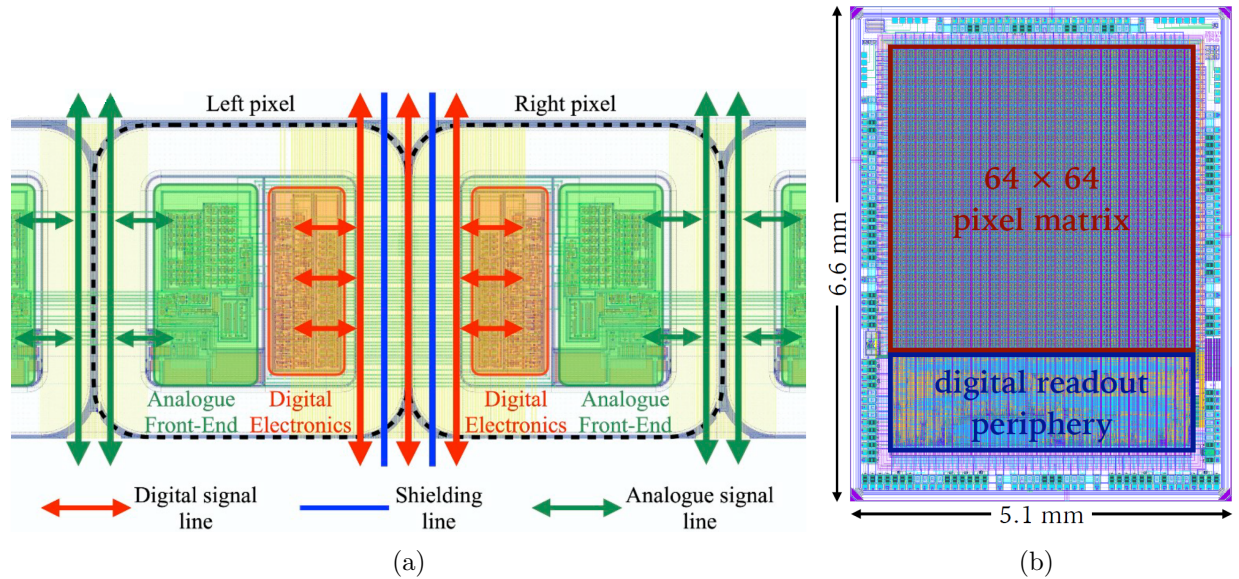 Left pixel
Right pixel
Analogue
Front-End
Digital
Electronics
Digital
Electronics
Analogue
Front-End
Digital signal
line
Shielding
line
Analogue signal
line
(a)
64 × 64
pixel matrix
digital readout
periphery
6.6 mm
5.1 mm
(b)